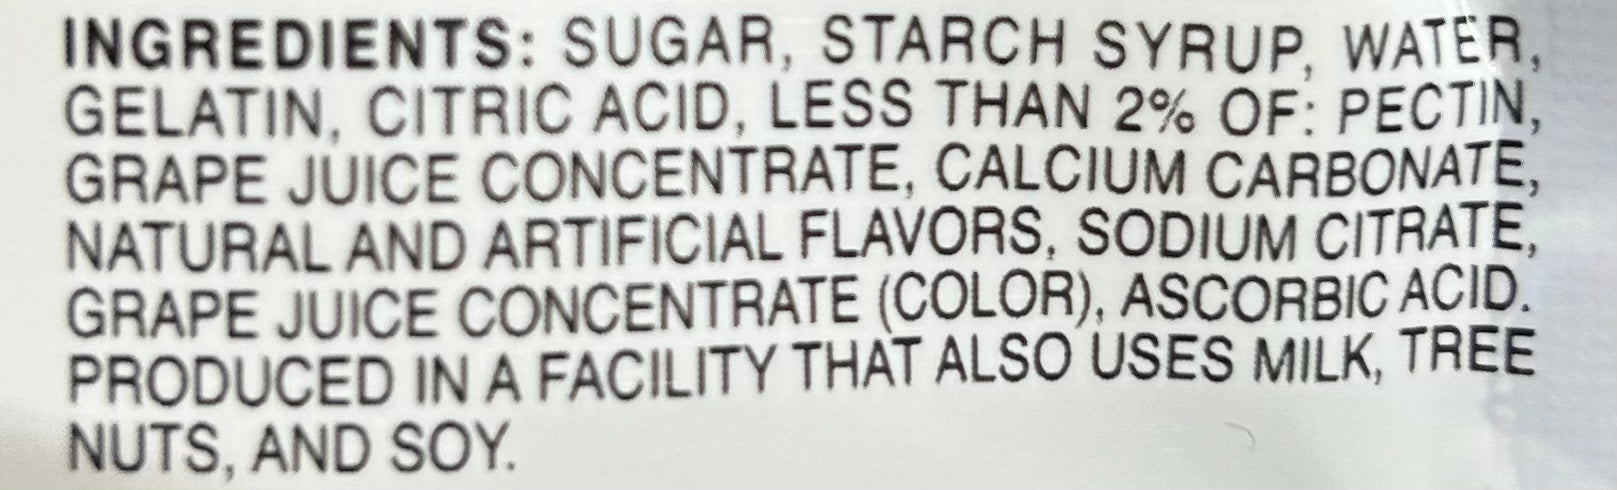 INGREDIENTS: SUGAR, STARCH SYRUP, WATER,
GELATIN, CITRIC ACID, LESS THAN 2% OF: PECTIN,
GRAPE JUICE CONCENTRATE, CALCIUM CARBONATE,
NATURAL AND ARTIFICIAL FLAVORS, SODIUM CITRATE,
GRAPE JUICE CONCENTRATE (COLOR), ASCORBIC ACID.
PRODUCED IN A FACILITY THAT ALSO USES MILK, TREE
NUTS, AND SOY.